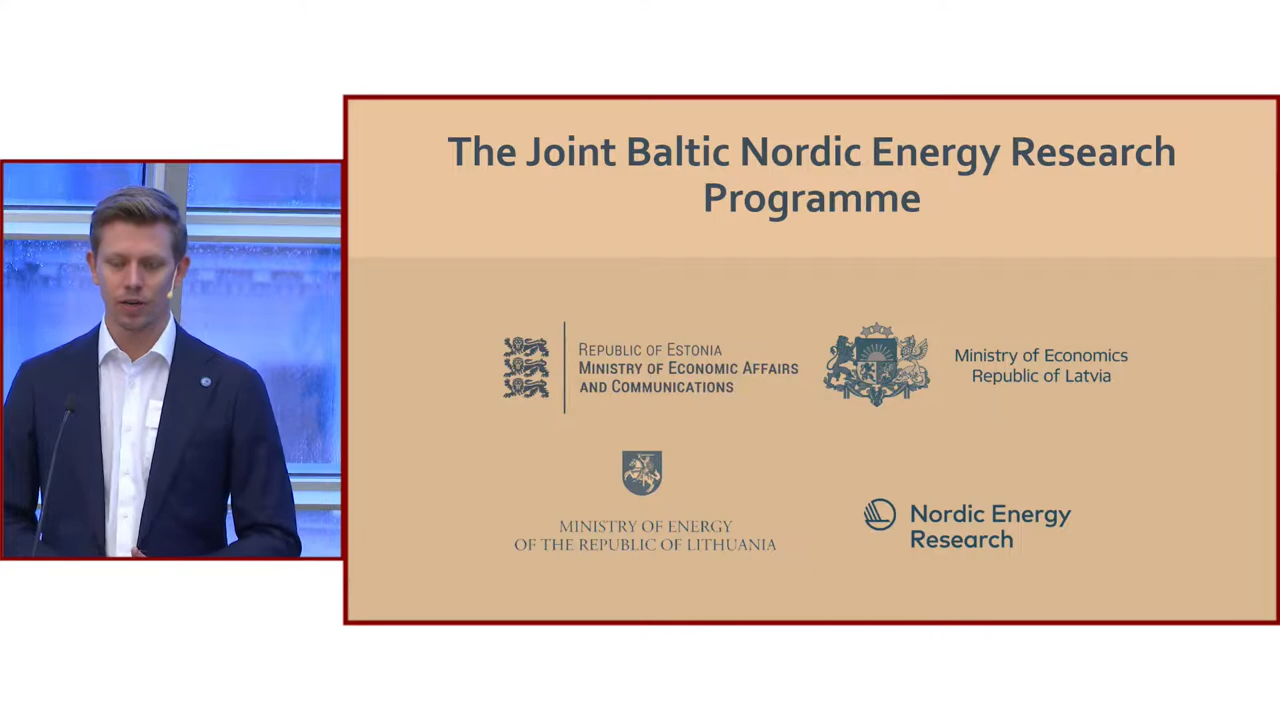 The Joint Baltic Nordic Energy Research
Programme
REPUBLIC OF ESTONIA
MINISTRY OF ECONOMIC AFFAIRS
AND COMMUNICATIONS
Ministry of Economics
Republic of Latvia
MINISTRY OF ENERGY
OF THE REPUBLIC OF LITHUANIA
Nordic Energy
Research